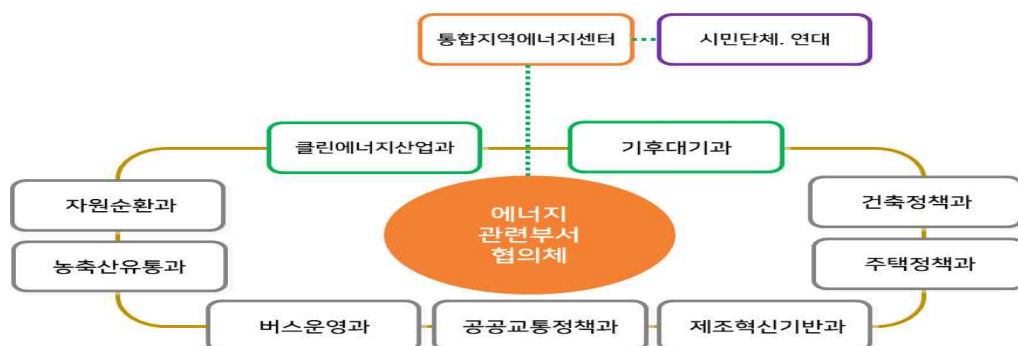 통합지역에너지센터
시민단체. 연대
클린에너지산업과
기후대기과
자원순환과
건축정책과
에너지
관련부서
협의체
농축산유통과
주택정책과
버스운영과
공공교통정책과
제조혁신기반과